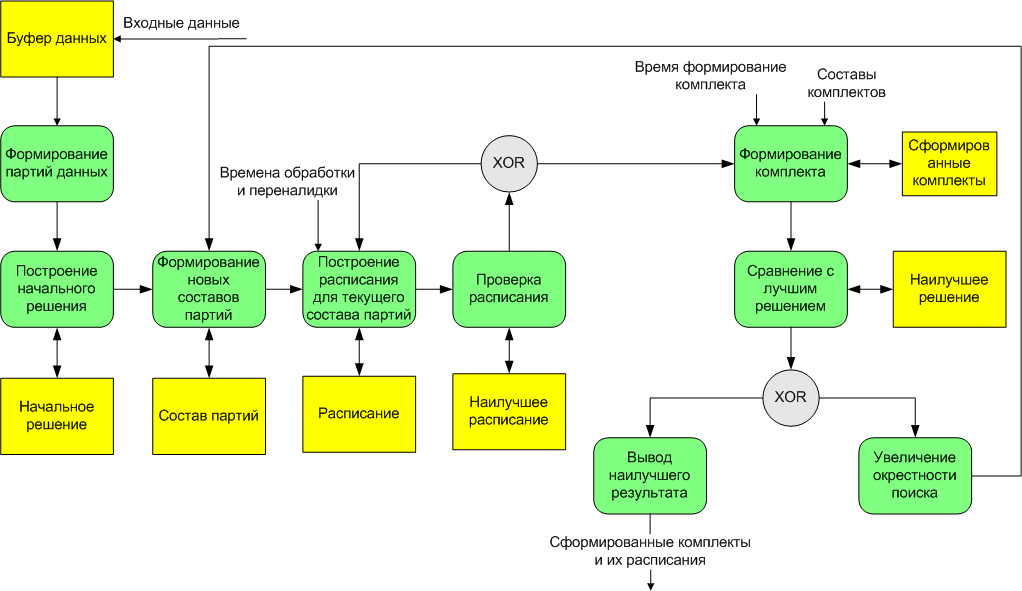 Входные данные
Буфер данных
Время формирование
комплекта
Составы
комплектов
Формирование
партий данных
Времена обработки
и переналидки
XOR
Формирование
комплекта
Сформиров
анные
комплекты
Построение
начального
решения
Формирование
новых
составов
партий
Построение
расписания
для текущего
состава партий
Проверка
расписания
Сравнение с
лучшим
решением
Наилучшее
решение
Начальное
решение
Состав партий
Расписание
Наилучшее
расписание
XOR
Вывод
наилучшего
результата
Увеличение
окрестности
поиска
Сформированные комплекты
и их расписания